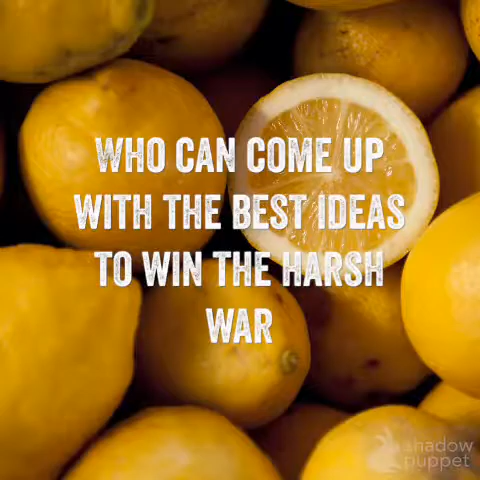 WHO CAN COME UP
WITH THE BEST IDEAS
TO WIN THE HARSH
WAR
shadow
puppet